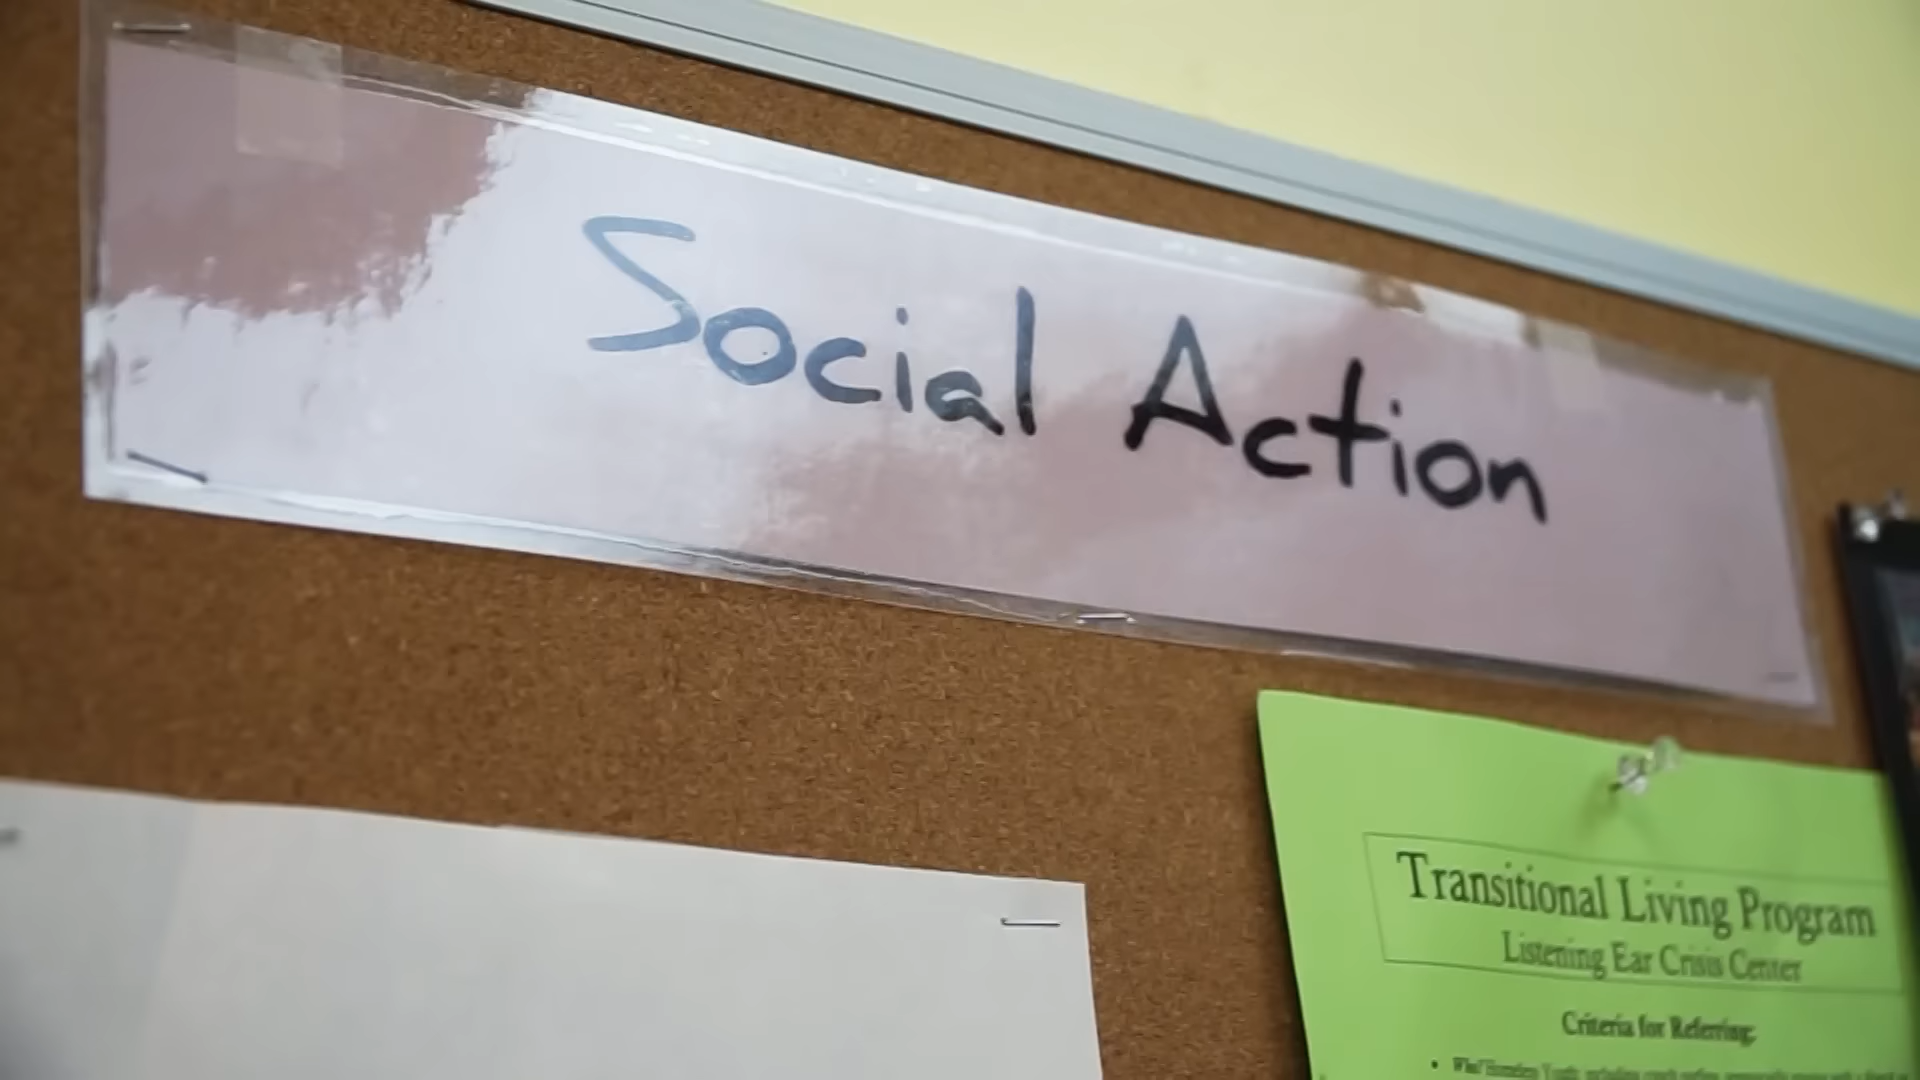 Social Action
Transitional Living Program
Listening Ear Crisis Center
Criteria for Referring: